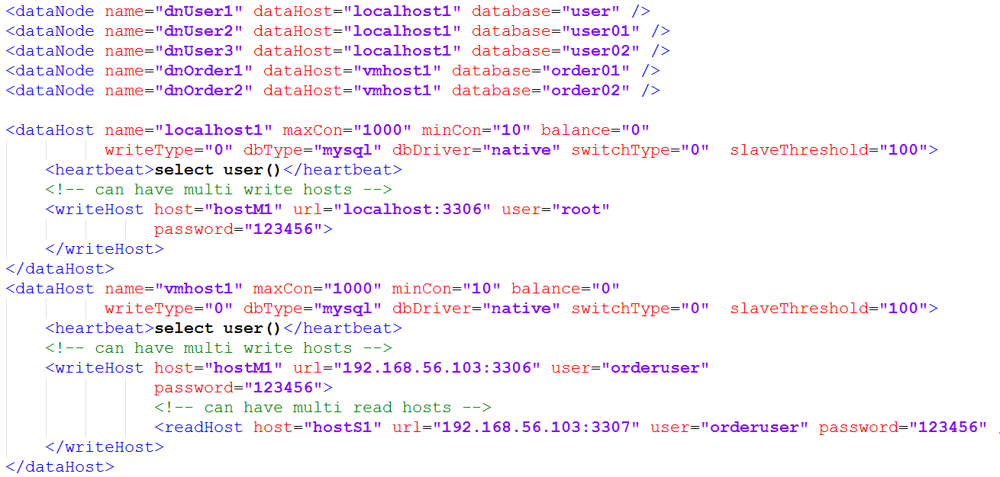 <dataNode name="dnUser1" dataHost="localhost1" database="user" />
<dataNode name="dnUser2" dataHost="localhost1" database="user01" />
<dataNode name="dnUser3" dataHost="localhost1" database="user02" />
<dataNode name="dnOrder1" dataHost="vmhost1" database="order01" />
<dataNode name="dnOrder2" dataHost="vmhost1" database="order02" />

<dataHost name="localhost1" maxCon="1000" minCon="10" balance="0"
          writeType="0" dbType="mysql" dbDriver="native" switchType="0"  slaveThreshold="100">
    <heartbeat>select user()</heartbeat>
    <!-- can have multi write hosts -->
    <writeHost host="hostM1" url="localhost:3306" user="root"
               password="123456">
    </writeHost>
</dataHost>
<dataHost name="vmhost1" maxCon="1000" minCon="10" balance="0"
          writeType="0" dbType="mysql" dbDriver="native" switchType="0"  slaveThreshold="100">
    <heartbeat>select user()</heartbeat>
    <!-- can have multi write hosts -->
    <writeHost host="hostM1" url="192.168.56.103:3306" user="orderuser"
               password="123456">
               <!-- can have multi read hosts -->
               <readHost host="hostS1" url="192.168.56.103:3307" user="orderuser" password="123456"
    </writeHost>
</dataHost>